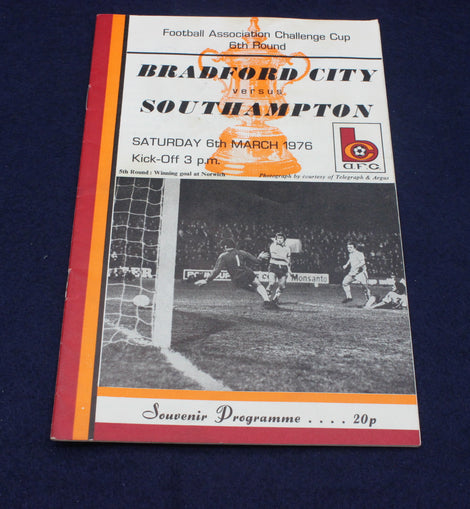 Football Association Challenge Cup
6th Round
BRADFORD CITY
versus
SOUTHAMPTON
SATURDAY 6th MARCH 1976
Kick-Off 3 p.m.
b c
a.f.c.
5th Round : Winning goal at Norwich
Photograph by courtesy of Telegraph & Argus
Monsanto
Souvenir Programme . . . . 20p